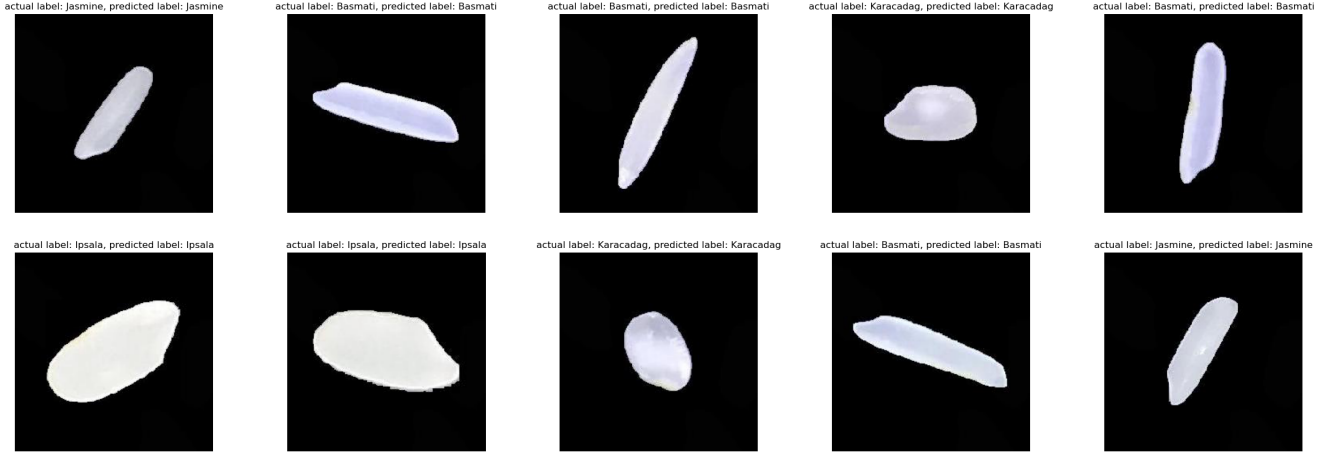 actual label: Jasmine, predicted label: Jasmine
actual label: Basmati, predicted label: Basmati
actual label: Basmati, predicted label: Basmati
actual label: Karacadag, predicted label: Karacadag
actual label: Basmati, predicted label: Basmati
actual label: Ipsala, predicted label: Ipsala
actual label: Ipsala, predicted label: Ipsala
actual label: Karacadag, predicted label: Karacadag
actual label: Basmati, predicted label: Basmati
actual label: Jasmine, predicted label: Jasmine